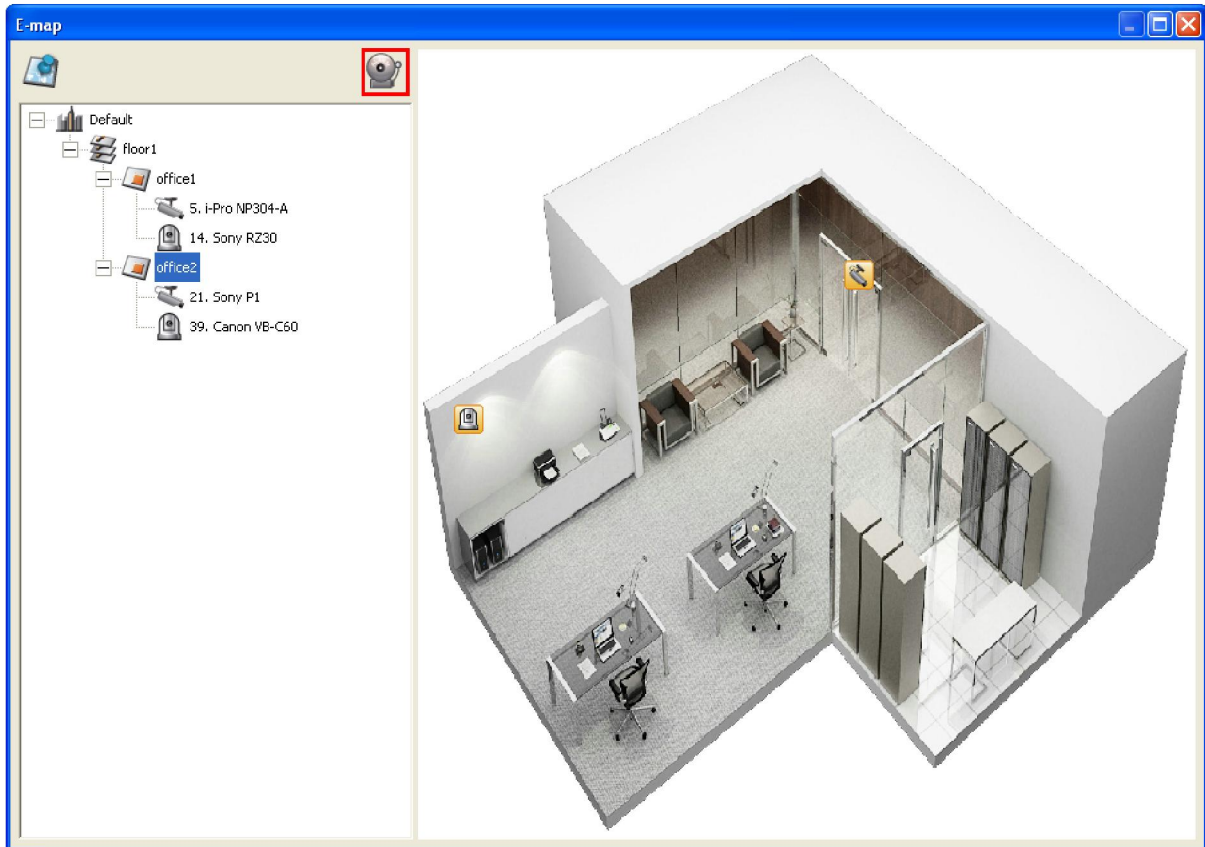 E-map
Default
floor1
office1
5. i-Pro NP304-A
14. Sony RZ30
office2
21. Sony P1
39. Canon VB-C60